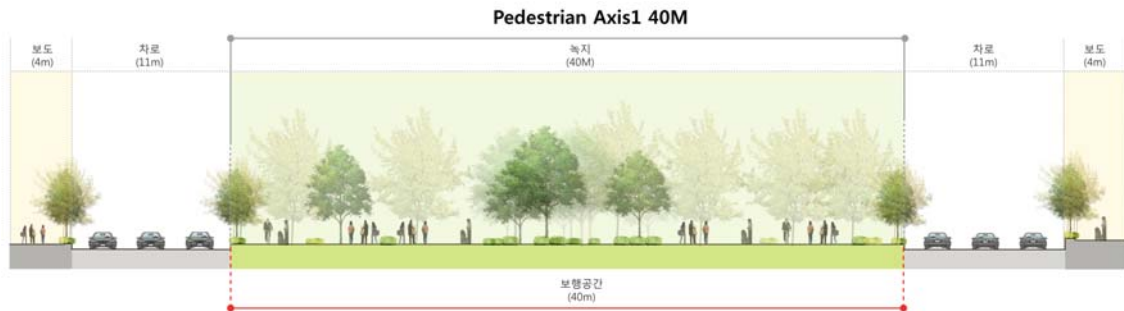 Pedestrian Axis1 40M
보도
(4m)
차로
(11m)
녹지
(40M)
차로
(11m)
보도
(4m)
보행공간
(40m)